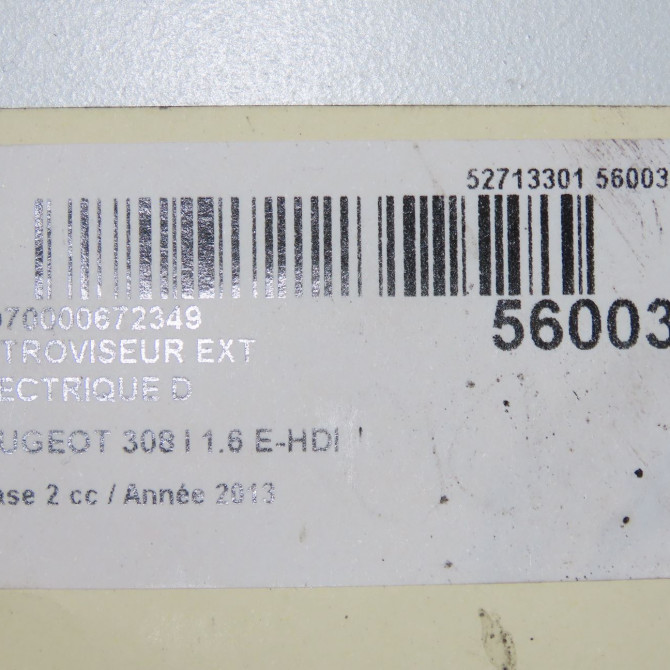 52713301 56003
070000672349
56003
TROVISEUR EXT
ECTRIQUE D
UGEOT 308 I 1.6 E-HDI
ase 2 cc / Année 2013